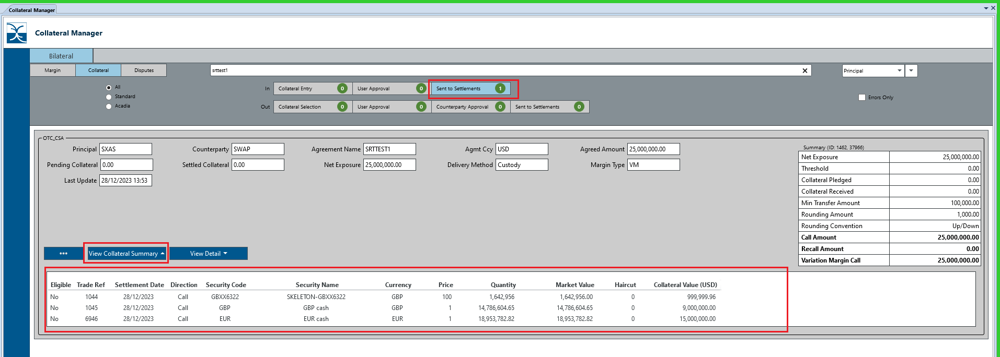 Collateral Manager
Collateral Manager
Bilateral
Margin Collateral Disputes srttest1 Principal
All
Standard
Acadia
In Collateral Entry 0 User Approval 0 Sent to Settlements 1
Errors Only
Out Collateral Selection 0 User Approval 0 Counterparty Approval 0 Sent to Settlements 0
OTC_CSA
Principal SXAS Counterparty SWAP Agreement Name SRTTEST1 Agmt Ccy USD Agreed Amount 25,000,000.00
Pending Collateral 0.00 Settled Collateral 0.00 Net Exposure 25,000,000.00 Delivery Method Custody Margin Type VM
Last Update 28/12/2023 13:53
Summary (ID: 1462, 37966)
Net Exposure 25,000,000.00
Threshold 0.00
Collateral Pledged 0.00
Collateral Received 0.00
Min Transfer Amount 100,000.00
Rounding Amount 1,000.00
Rounding Convention Up/Down
Call Amount 25,000,000.00
Recall Amount 0.00
Variation Margin Call 25,000,000.00
••• View Collateral Summary View Detail
Eligible Trade Ref Settlement Date Direction Security Code Security Name Currency Price Quantity Market Value Haircut Collateral Value (USD)
No 1044 28/12/2023 Call GBXX6322 SKELETON-GBXX6322 GBP 100 1,642,956 1,642,956.00 0 999,999.96
No 1045 28/12/2023 Call GBP GBP cash GBP 1 14,786,604.65 14,786,604.65 0 9,000,000.00
No 6946 28/12/2023 Call EUR EUR cash EUR 1 18,953,782.82 18,953,782.82 0 15,000,000.00